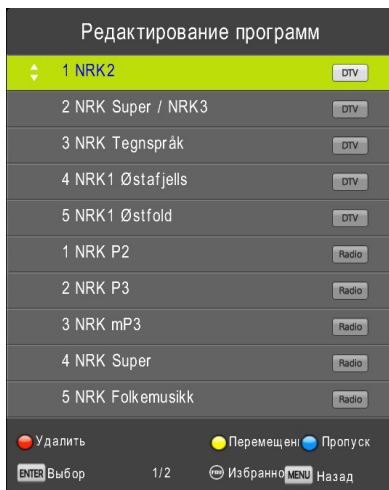 Редактирование программ
1 NRK2 DTV
2 NRK Super / NRK3 DTV
3 NRK Tegnspråk DTV
4 NRK1 Østafjells DTV
5 NRK1 Østfold DTV
1 NRK P2 Radio
2 NRK P3 Radio
3 NRK mP3 Radio
4 NRK Super Radio
5 NRK Folkemusikk Radio
Удалить Перемещени Пропуск
ENTER Выбор 1/2 FAV Избранно MENU Назад